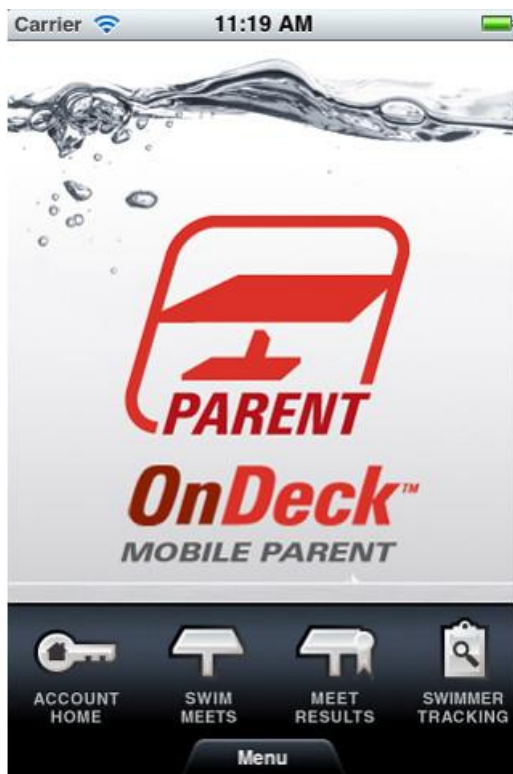 Carrier 11:19 AM
PARENT
OnDeck™
MOBILE PARENT
ACCOUNT HOME
SWIM MEETS
MEET RESULTS
SWIMMER TRACKING
Menu